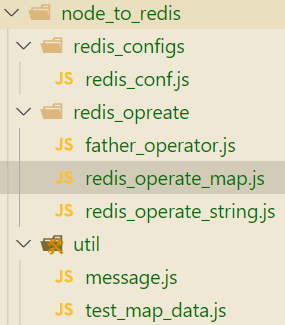 node_to_redis
redis_configs
JS redis_conf.js
redis_opreate
JS father_operator.js
JS redis_operate_map.js
JS redis_operate_string.js
util
JS message.js
JS test_map_data.js